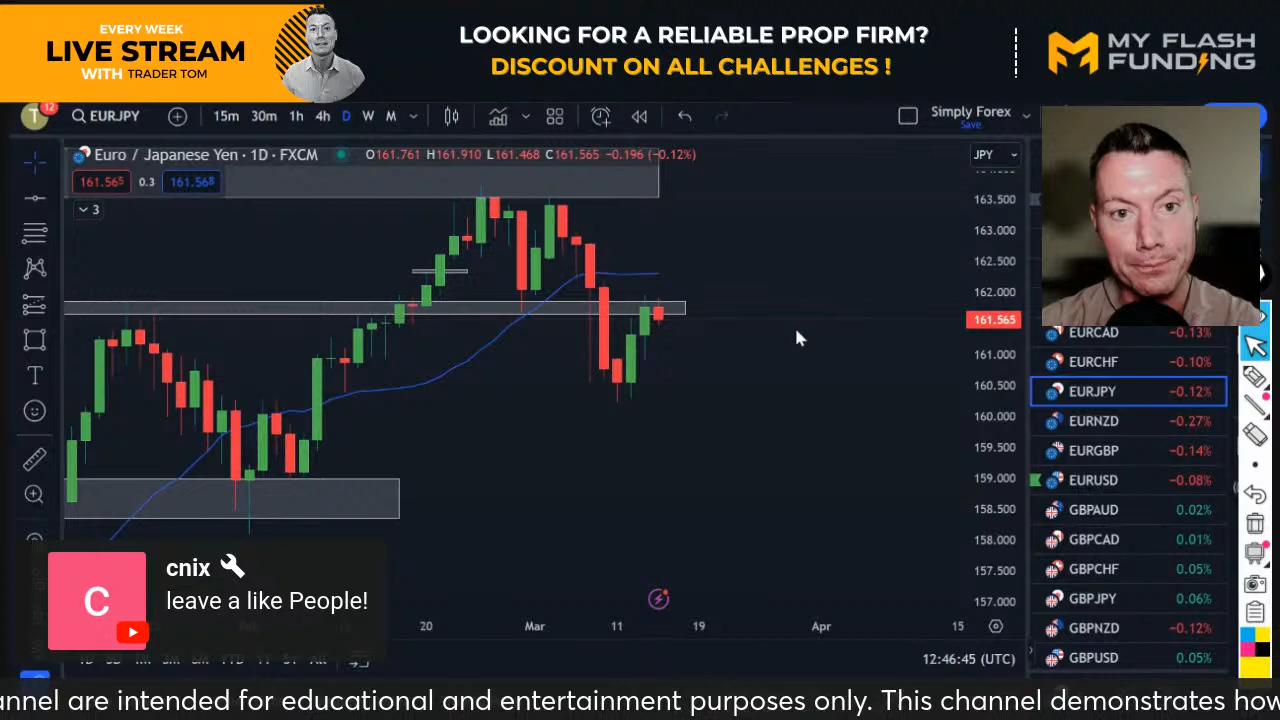 EVERY WEEK
LIVE STREAM
WITH TRADER TOM
LOOKING FOR A RELIABLE PROP FIRM?
DISCOUNT ON ALL CHALLENGES !
MY FLASH
FUNDING
T
12
EURJPY
15m 30m 1h 4h D W M
Simply Forex
Save
Euro / Japanese Yen · 1D · FXCM
O161.761 H161.910 L161.468 C161.565 -0.196 (-0.12%)
JPY
161.565
0.3
161.568
3
163.500
163.000
162.500
162.000
161.565
161.000
160.500
160.000
159.500
159.000
158.500
158.000
157.500
157.000
EURCAD -0.13%
EURCHF -0.10%
EURJPY -0.12%
EURNZD -0.27%
EURGBP -0.14%
EURUSD -0.08%
GBPAUD 0.02%
GBPCAD 0.01%
GBPCHF 0.05%
GBPJPY 0.06%
GBPNZD -0.12%
GBPUSD 0.05%
C
cnix
leave a like People!
20 Mar 11 19 Apr 15
12:46:45 (UTC)
annel are intended for educational and entertainment purposes only. This channel demonstrates how